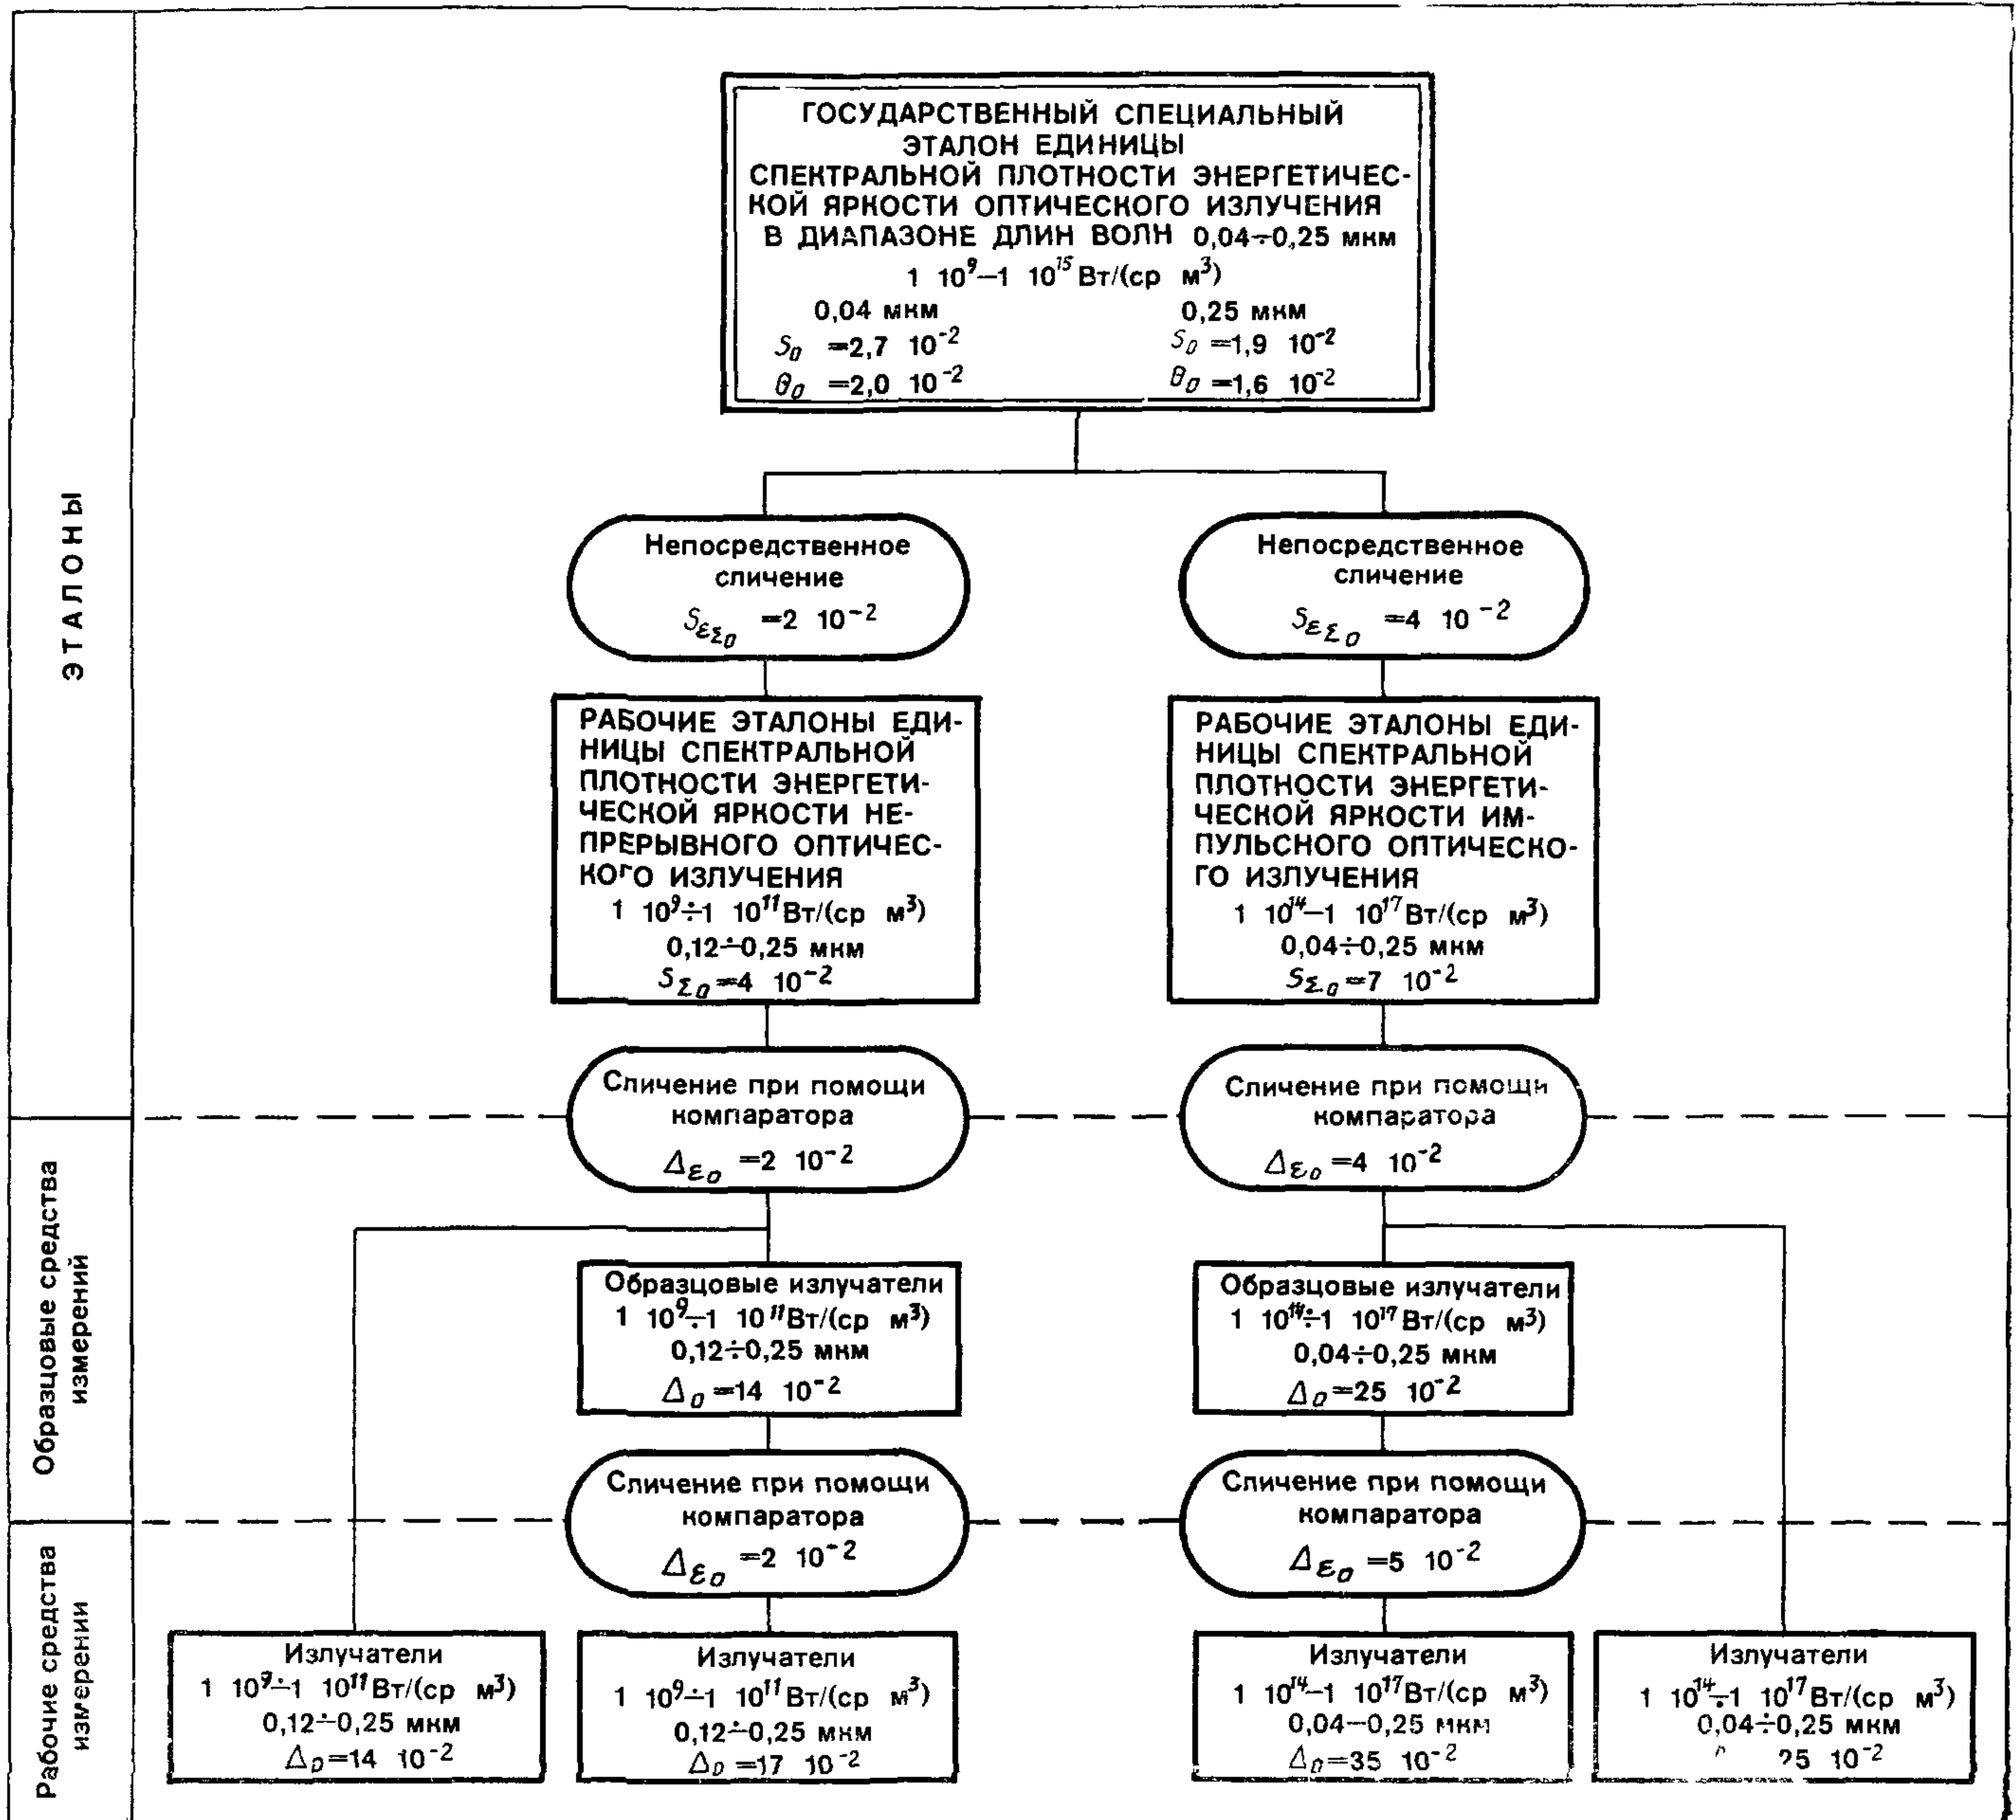 ЭТАЛОНЫ
ГОСУДАРСТВЕННЫЙ СПЕЦИАЛЬНЫЙ
ЭТАЛОН ЕДИНИЦЫ
СПЕКТРАЛЬНОЙ ПЛОТНОСТИ ЭНЕРГЕТИЧЕС-
КОЙ ЯРКОСТИ ОПТИЧЕСКОГО ИЗЛУЧЕНИЯ
В ДИАПАЗОНЕ ДЛИН ВОЛН 0,04÷0,25 мкм
1 10⁹—1 10¹⁵ Вт/(ср м³)
0,04 мкм 0,25 мкм
S₀ =2,7 10⁻² S₀ =1,9 10⁻²
θ₀ =2,0 10⁻² θ₀ =1,6 10⁻²
Непосредственное
сличение
S_εΣ₀ =2 10⁻²
Непосредственное
сличение
S_εΣ₀ =4 10⁻²
РАБОЧИЕ ЭТАЛОНЫ ЕДИ-
НИЦЫ СПЕКТРАЛЬНОЙ
ПЛОТНОСТИ ЭНЕРГЕТИ-
ЧЕСКОЙ ЯРКОСТИ НЕ-
ПРЕРЫВНОГО ОПТИЧЕС-
КОГО ИЗЛУЧЕНИЯ
1 10⁹÷1 10¹¹ Вт/(ср м³)
0,12÷0,25 мкм
S_Σ₀=4 10⁻²
РАБОЧИЕ ЭТАЛОНЫ ЕДИ-
НИЦЫ СПЕКТРАЛЬНОЙ
ПЛОТНОСТИ ЭНЕРГЕТИ-
ЧЕСКОЙ ЯРКОСТИ ИМ-
ПУЛЬСНОГО ОПТИЧЕСКО-
ГО ИЗЛУЧЕНИЯ
1 10¹⁴—1 10¹⁷ Вт/(ср м³)
0,04÷0,25 мкм
S_Σ₀=7 10⁻²
Сличение при помощи
компаратора
Δ_ε₀ =2 10⁻²
Сличение при помощи
компаратора
Δ_ε₀ =4 10⁻²
Образцовые средства
измерений
Образцовые излучатели
1 10⁹÷1 10¹¹ Вт/(ср м³)
0,12÷0,25 мкм
Δ₀ =14 10⁻²
Образцовые излучатели
1 10¹⁴÷1 10¹⁷ Вт/(ср м³)
0,04÷0,25 мкм
Δ₀ =25 10⁻²
Сличение при помощи
компаратора
Δ_ε₀ =2 10⁻²
Сличение при помощи
компаратора
Δ_ε₀ =5 10⁻²
Рабочие средства
измерении
Излучатели
1 10⁹÷1 10¹¹ Вт/(ср м³)
0,12÷0,25 мкм
Δ₀=14 10⁻²
Излучатели
1 10⁹÷1 10¹¹ Вт/(ср м³)
0,12÷0,25 мкм
Δ₀ =17 10⁻²
Излучатели
1 10¹⁴—1 10¹⁷ Вт/(ср м³)
0,04—0,25 мкм
Δ₀=35 10⁻²
Излучатели
1 10¹⁴÷1 10¹⁷ Вт/(ср м³)
0,04÷0,25 мкм
10⁻²